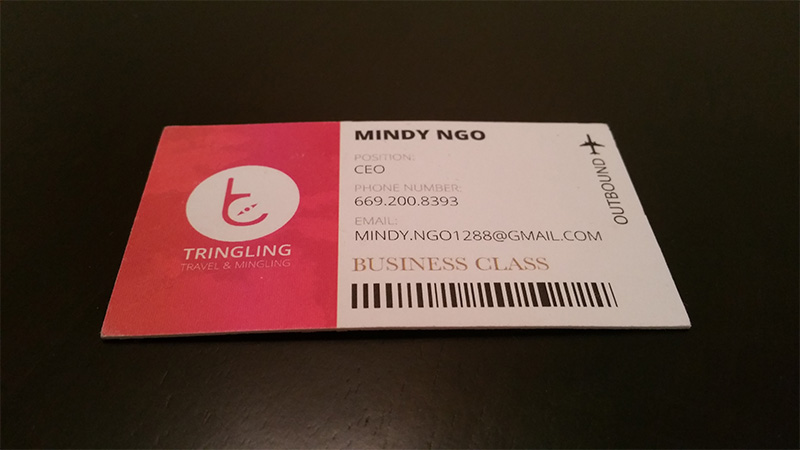 TRINGLING
TRAVEL & MINGLING
MINDY NGO
POSITION:
CEO
PHONE NUMBER:
669.200.8393
EMAIL:
MINDY.NGO1288@GMAIL.COM
BUSINESS CLASS
OUTBOUND